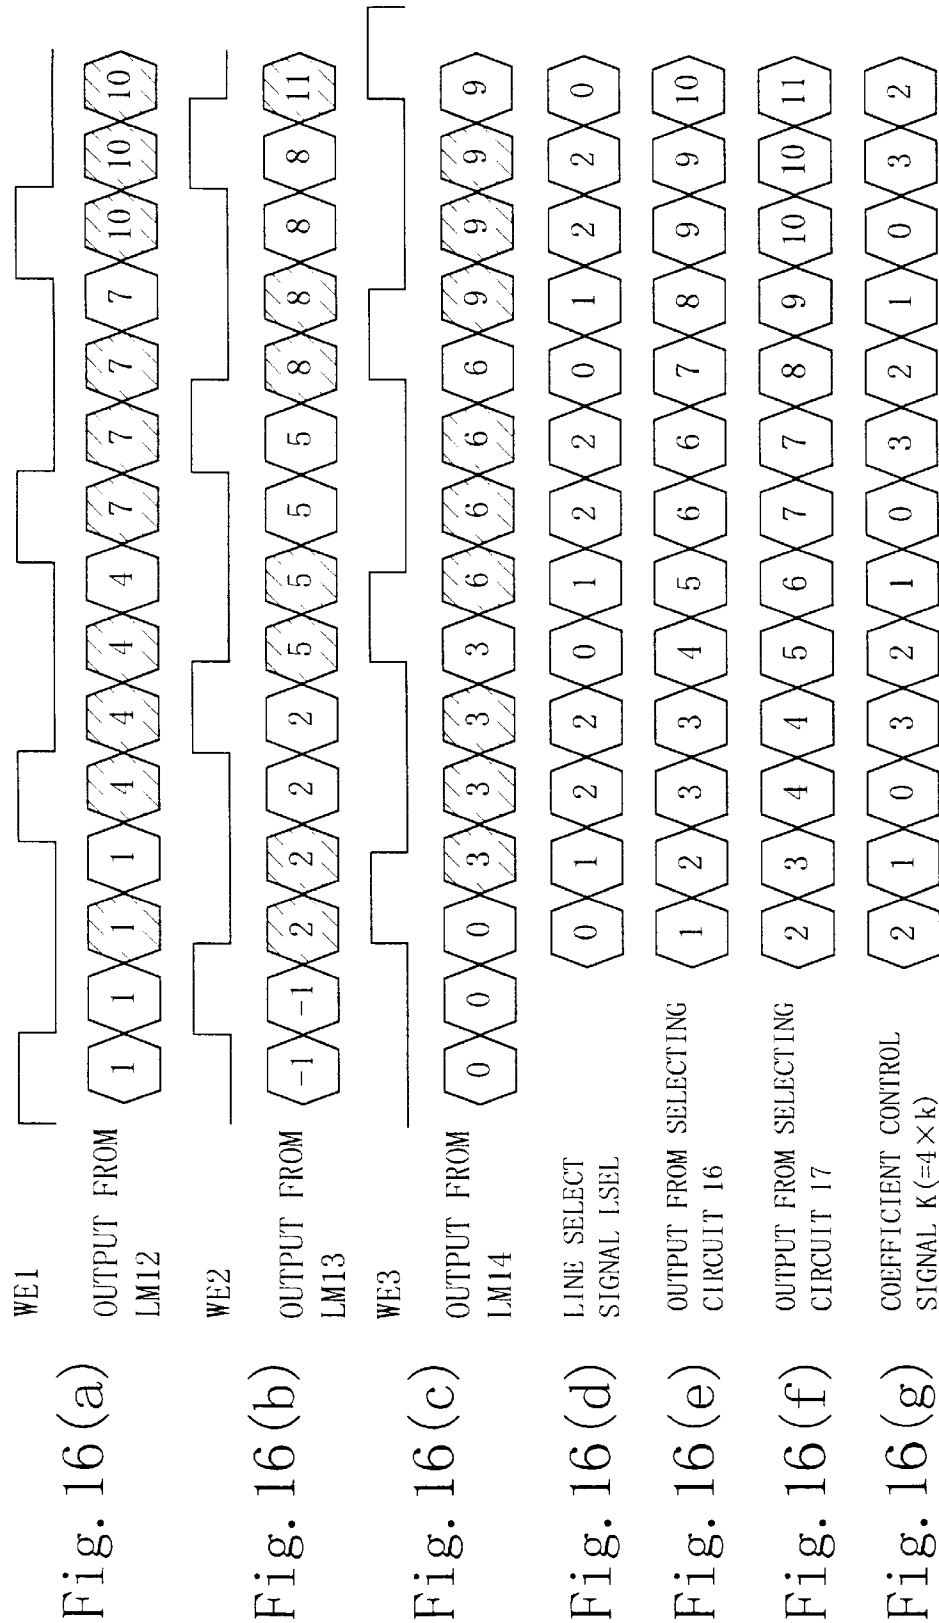 WE1
Fig. 16(a) OUTPUT FROM
LM12
1 1 1 1 4 4 4 4 7 7 7 7 10 10 10
WE2
Fig. 16(b) OUTPUT FROM
LM13
-1 -1 2 2 2 2 5 5 5 5 8 8 8 8 11
WE3
Fig. 16(c) OUTPUT FROM
LM14
0 0 0 3 3 3 3 6 6 6 6 9 9 9 9
Fig. 16(d) LINE SELECT
SIGNAL LSEL
0 1 2 2 0 1 2 2 0 1 2 2 0
Fig. 16(e) OUTPUT FROM SELECTING
CIRCUIT 16
1 2 3 3 4 5 6 6 7 8 9 9 10
Fig. 16(f) OUTPUT FROM SELECTING
CIRCUIT 17
2 3 4 4 5 6 7 7 8 9 10 10 11
Fig. 16(g) COEFFICIENT CONTROL
SIGNAL K(=4×k)
2 1 0 3 2 1 0 3 2 1 0 3 2